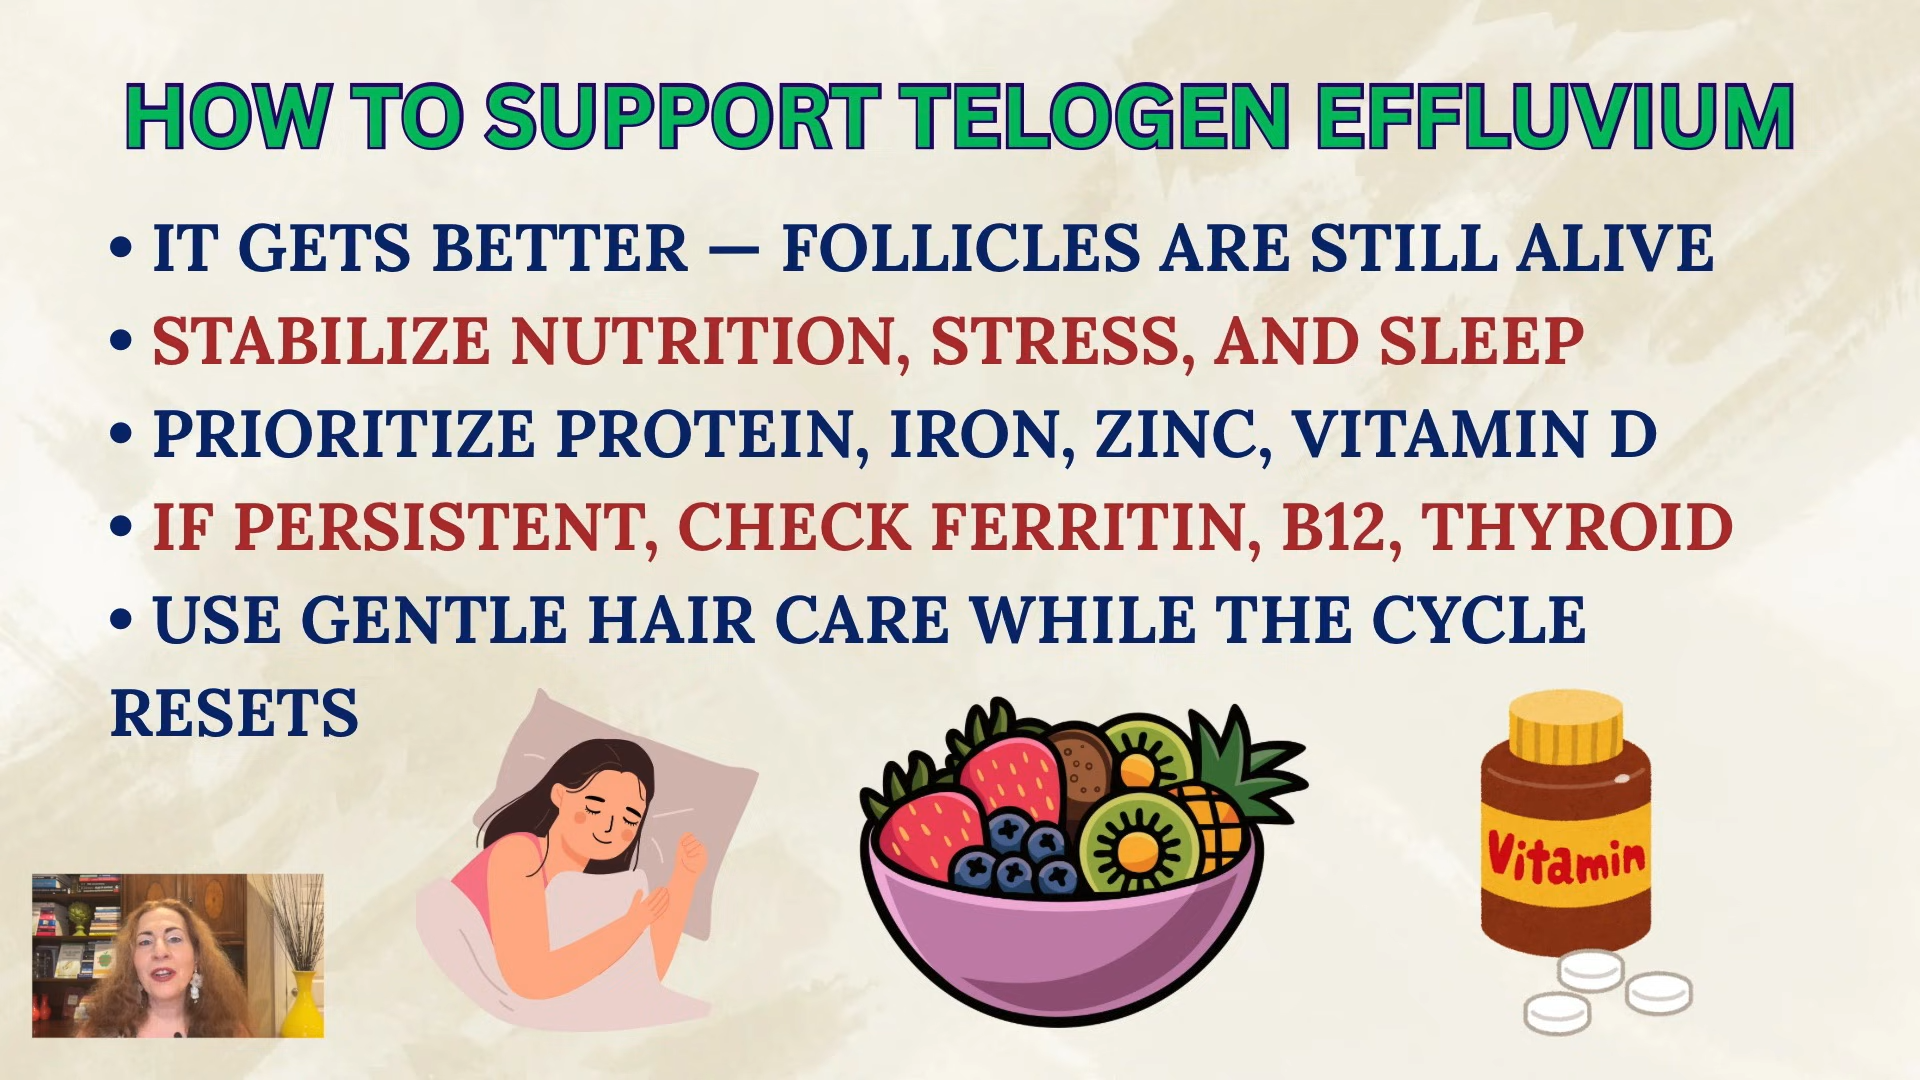 HOW TO SUPPORT TELOGEN EFFLUVIUM
• IT GETS BETTER — FOLLICLES ARE STILL ALIVE
• STABILIZE NUTRITION, STRESS, AND SLEEP
• PRIORITIZE PROTEIN, IRON, ZINC, VITAMIN D
• IF PERSISTENT, CHECK FERRITIN, B12, THYROID
• USE GENTLE HAIR CARE WHILE THE CYCLE
RESETS
Vitamin